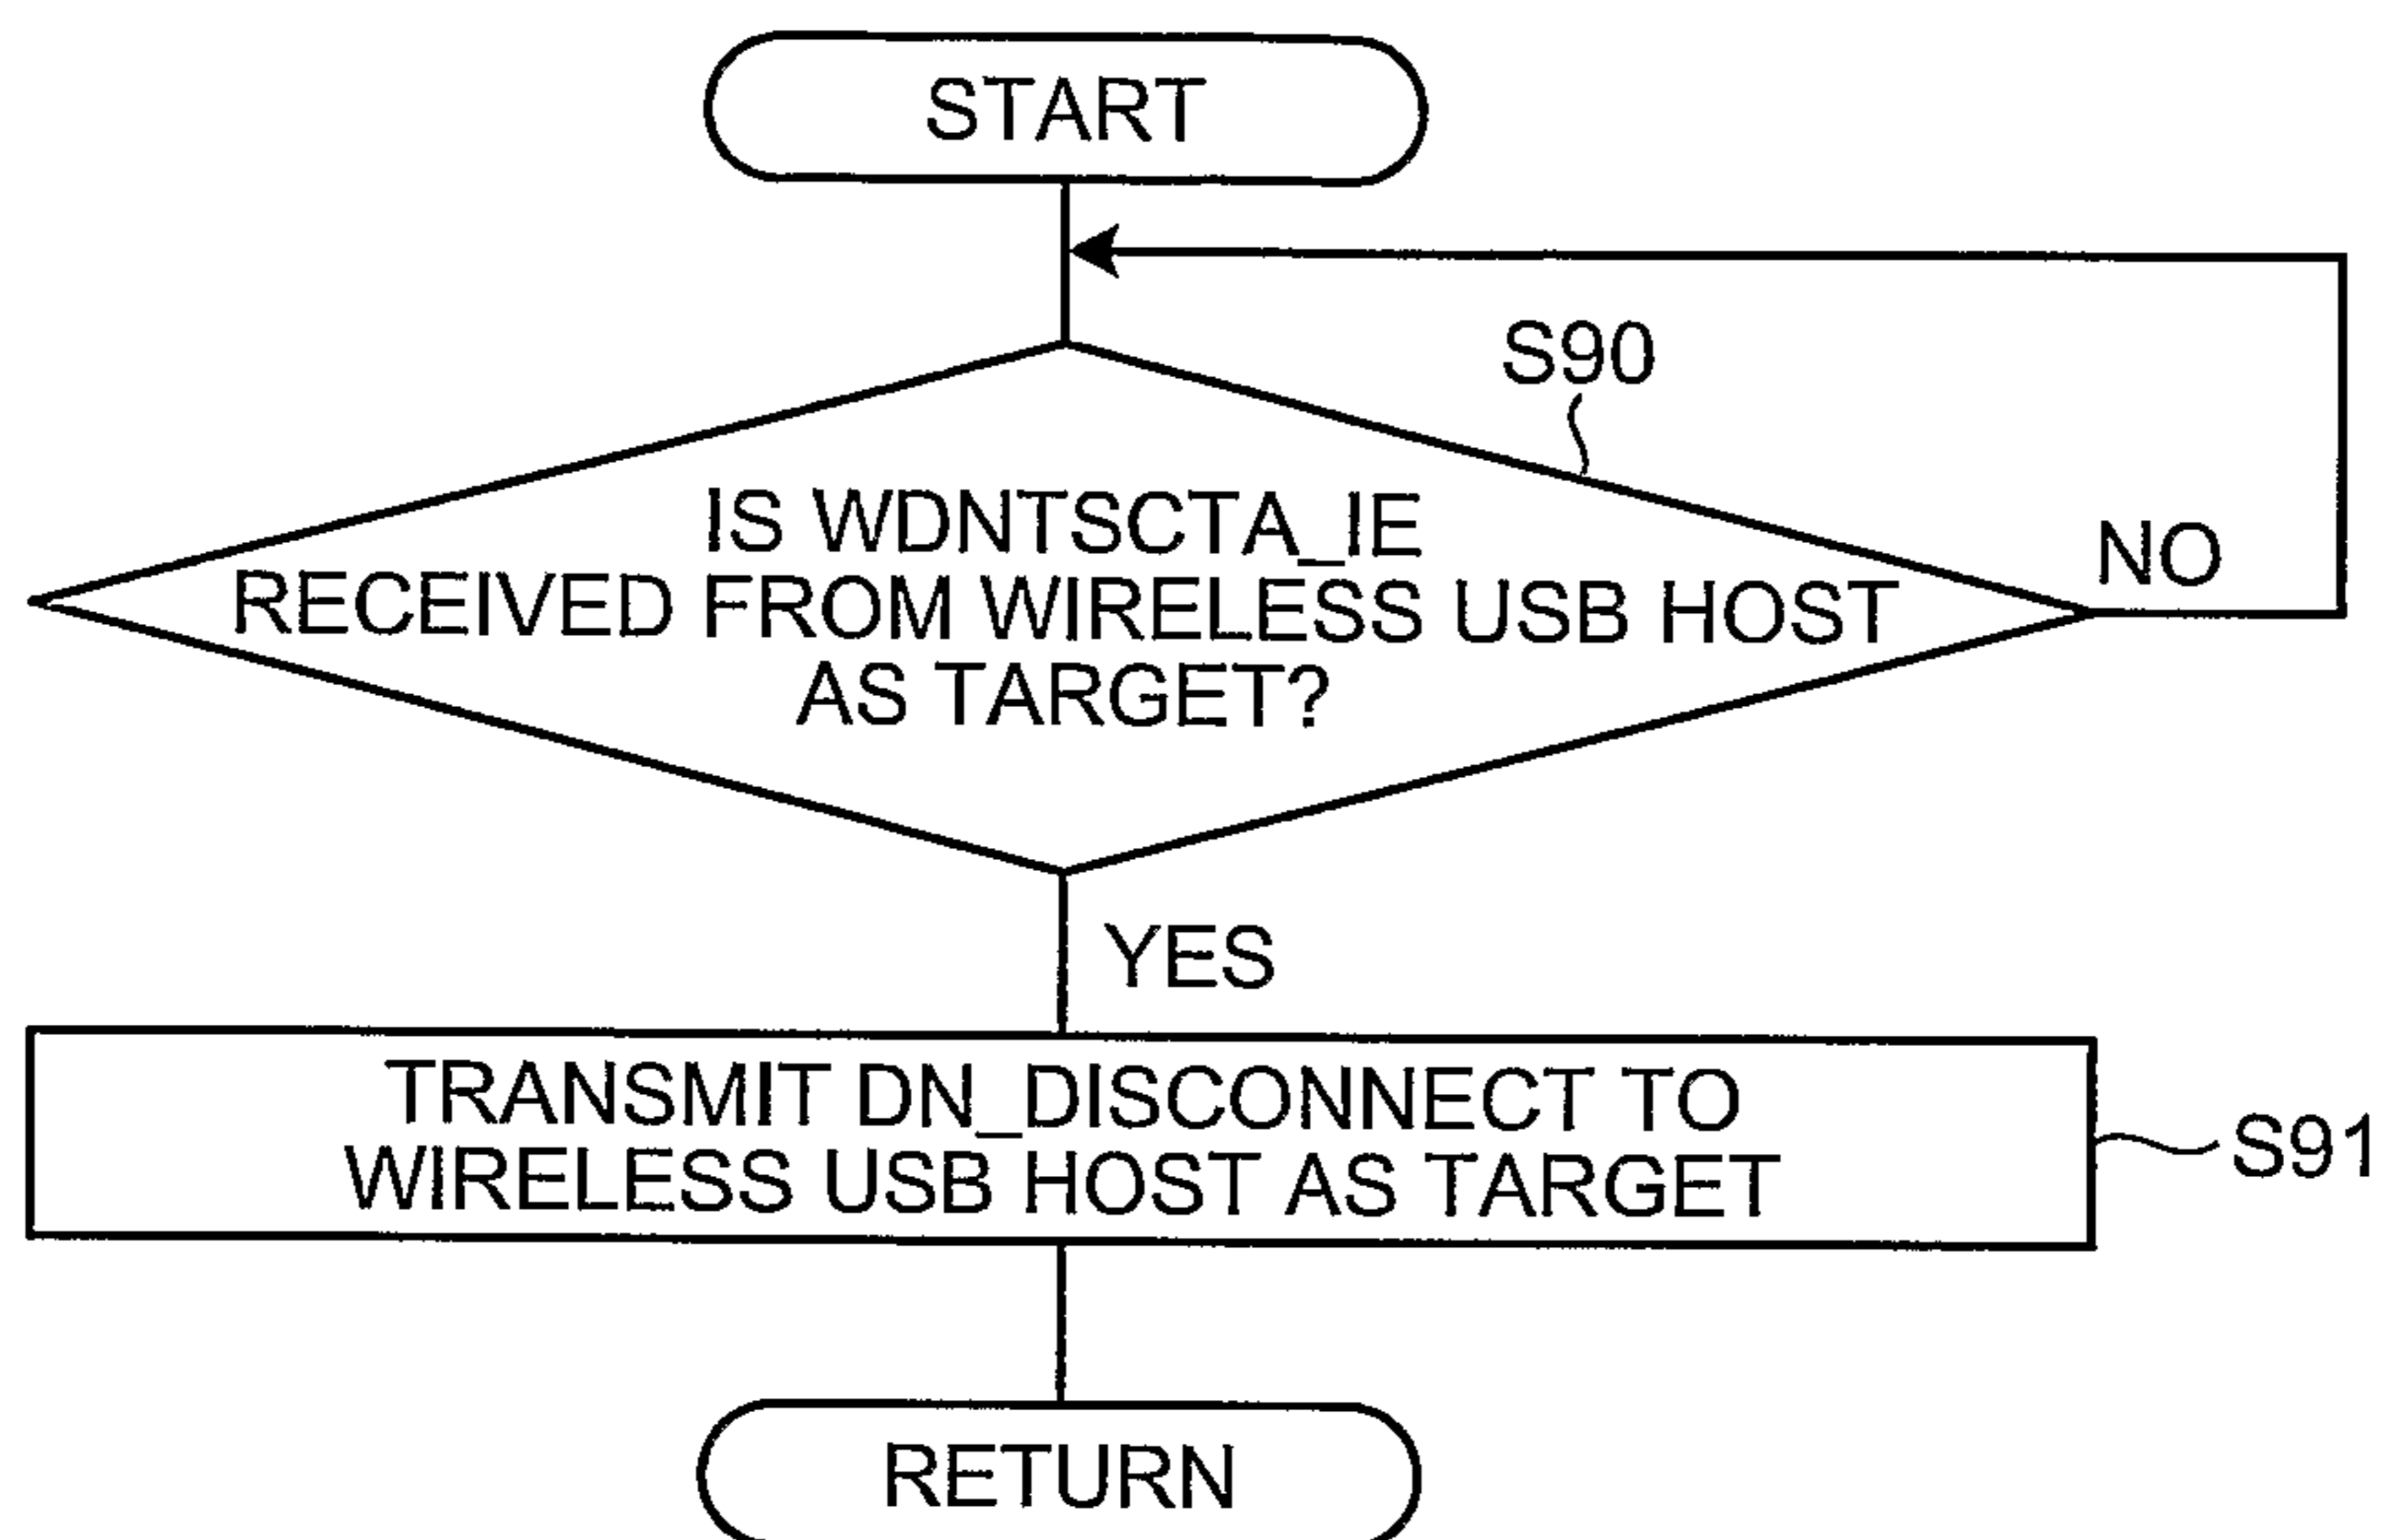 START
S90
IS WDNTSCTA_IE
RECEIVED FROM WIRELESS USB HOST
AS TARGET?
NO
YES
TRANSMIT DN_DISCONNECT TO
WIRELESS USB HOST AS TARGET
S91
RETURN